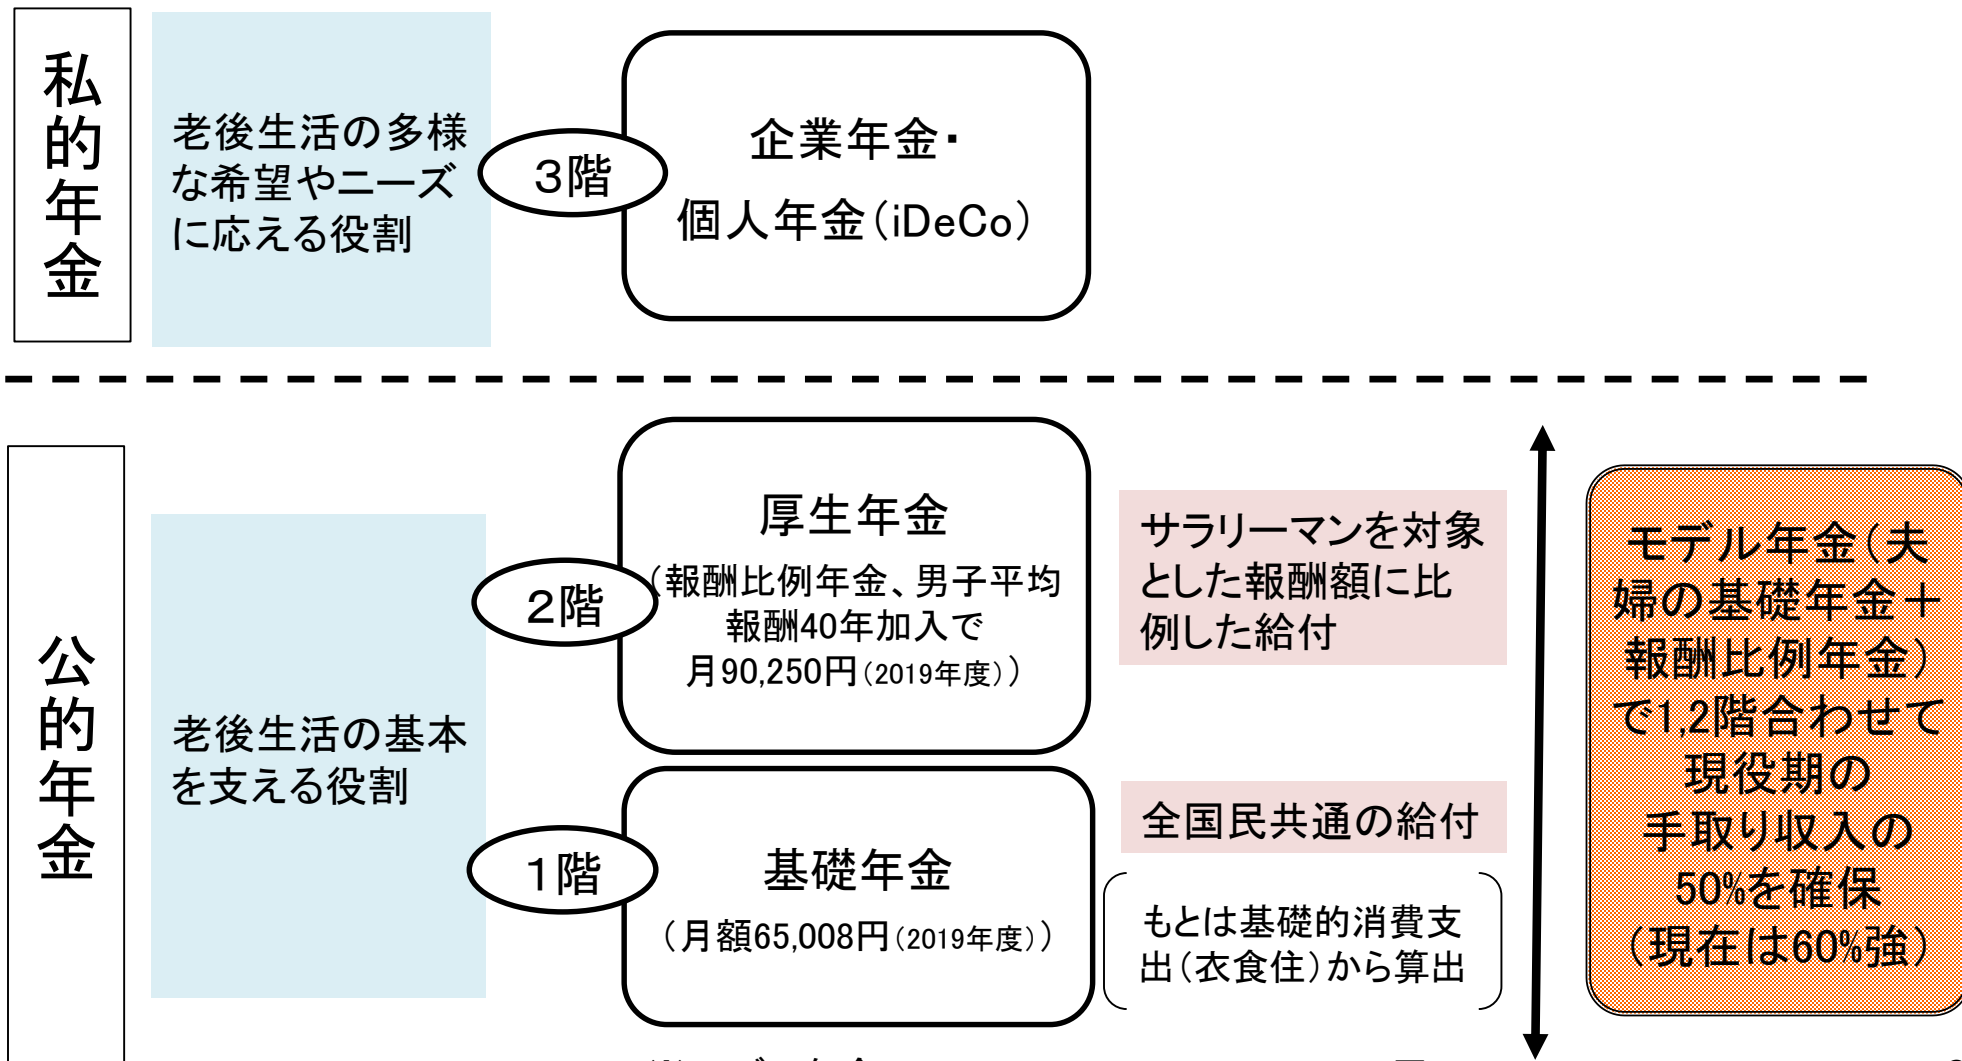 私的年金
老後生活の多様
な希望やニーズ
に応える役割
3階
企業年金・
個人年金(iDeCo)
公的年金
老後生活の基本
を支える役割
2階
厚生年金
(報酬比例年金、男子平均
報酬40年加入で
月90,250円(2019年度))
サラリーマンを対象
とした報酬額に比
例した給付
1階
基礎年金
(月額65,008円(2019年度))
全国民共通の給付
もとは基礎的消費支
出(衣食住)から算出
モデル年金(夫
婦の基礎年金+
報酬比例年金)
で1,2階合わせて
現役期の
手取り収入の
50%を確保
(現在は60%強)